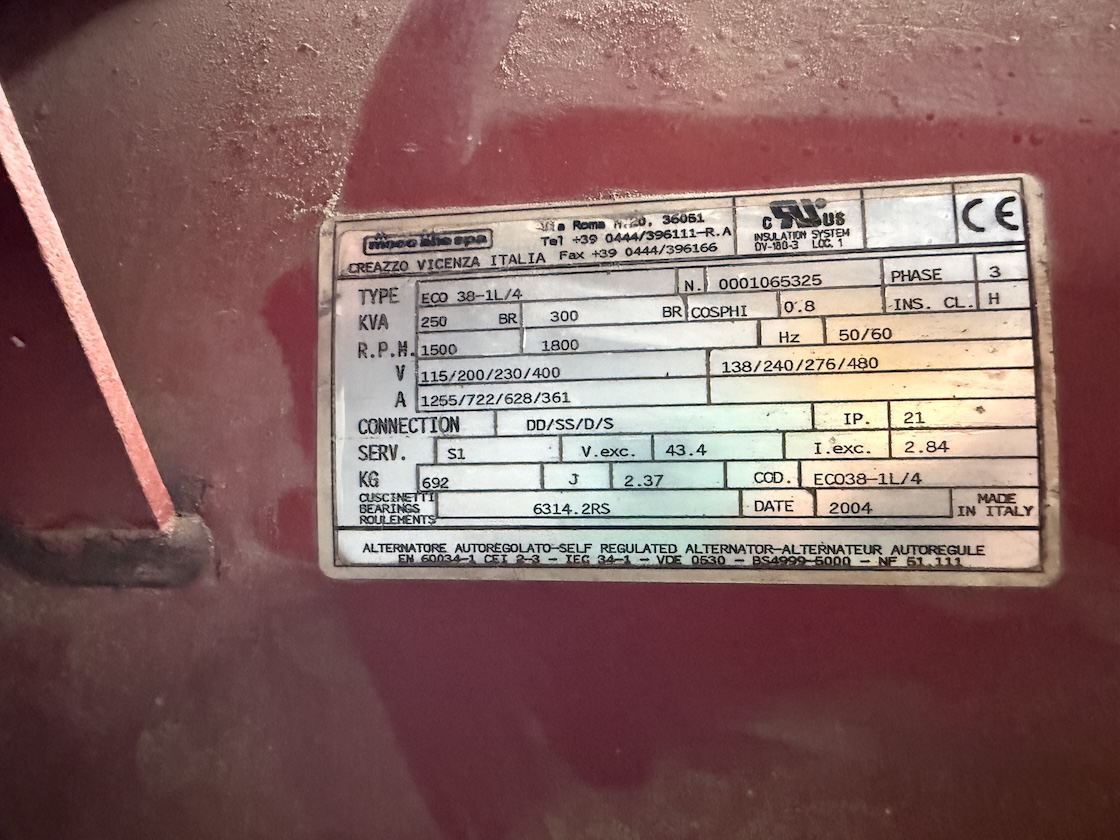 mecc alte spa
Via Roma N.20, 36051
Tel +39 0444/396111-R.A
CREAZZO VICENZA ITALIA Fax +39 0444/396166
C UR US
INSULATION SYSTEM
DV-180-3 LOC. 1
CE
TYPE ECO 38-1L/4 N. 0001065325 PHASE 3
KVA 250 BR 300 BR COSPHI 0.8 INS. CL. H
R.P.M. 1500 1800 Hz 50/60
V 115/200/230/400 138/240/276/480
A 1255/722/628/361
CONNECTION DD/SS/D/S IP. 21
SERV. S1 V.exc. 43.4 I.exc. 2.84
KG 692 J 2.37 COD. ECO38-1L/4
CUSCINETTI
BEARINGS 6314.2RS DATE 2004 MADE
ROULEMENTS IN ITALY
ALTERNATORE AUTOREGOLATO-SELF REGULATED ALTERNATOR-ALTERNATEUR AUTOREGULE
EN 60034-1 CEI 2-3 - IEC 34-1 - VDE 0530 - BS4999-5000 - NF 51.111